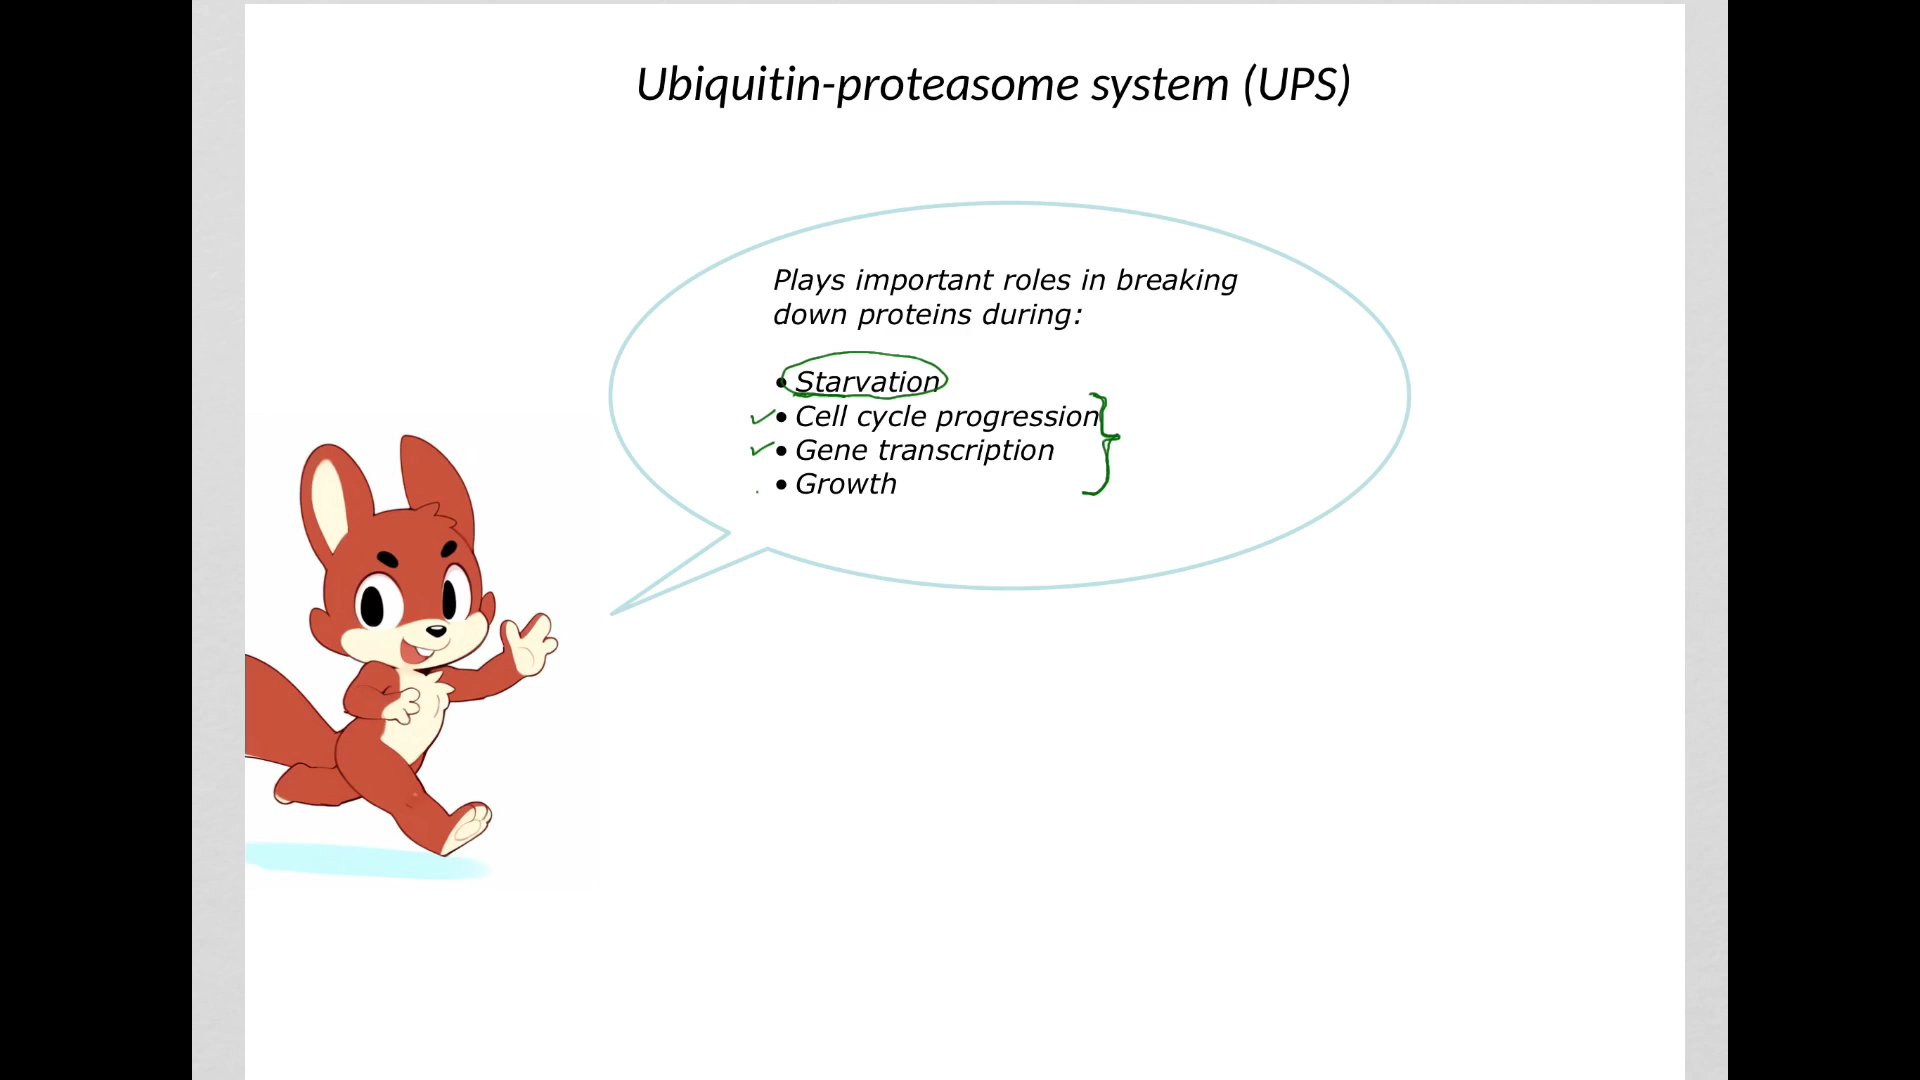 Ubiquitin-proteasome system (UPS)
Plays important roles in breaking
down proteins during:
• Starvation
• Cell cycle progression
• Gene transcription
• Growth